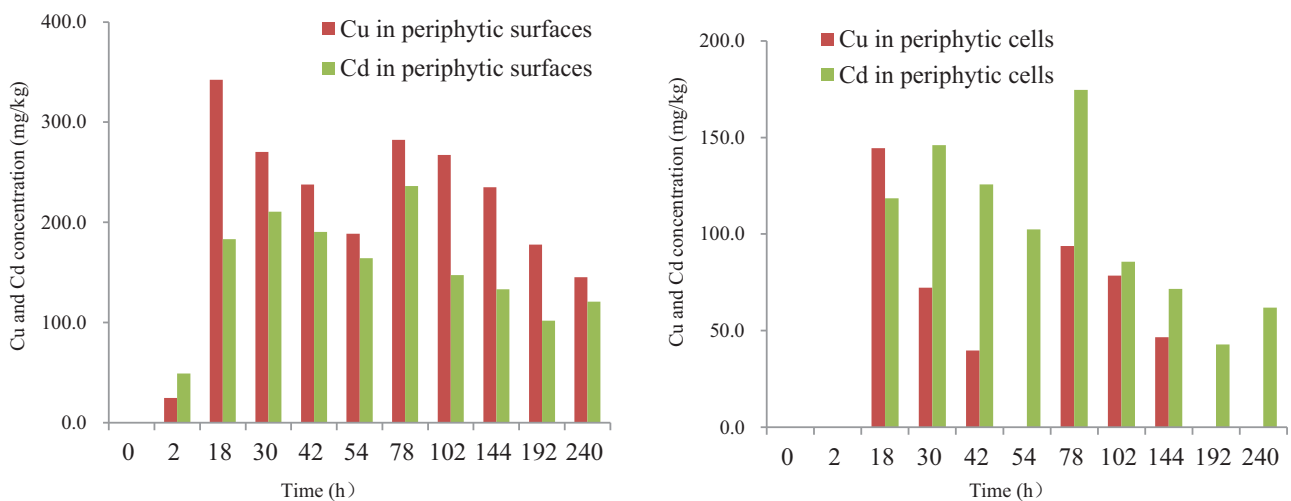 400.0
300.0
200.0
100.0
0.0
Cu and Cd concentration (mg/kg)
Cu in periphytic surfaces
Cd in periphytic surfaces
0 2 18 30 42 54 78 102 144 192 240
Time (h）
200.0
150.0
100.0
50.0
0.0
Cu and Cd concentration (mg/kg)
Cu in periphytic cells
Cd in periphytic cells
0 2 18 30 42 54 78 102 144 192 240
Time (h）